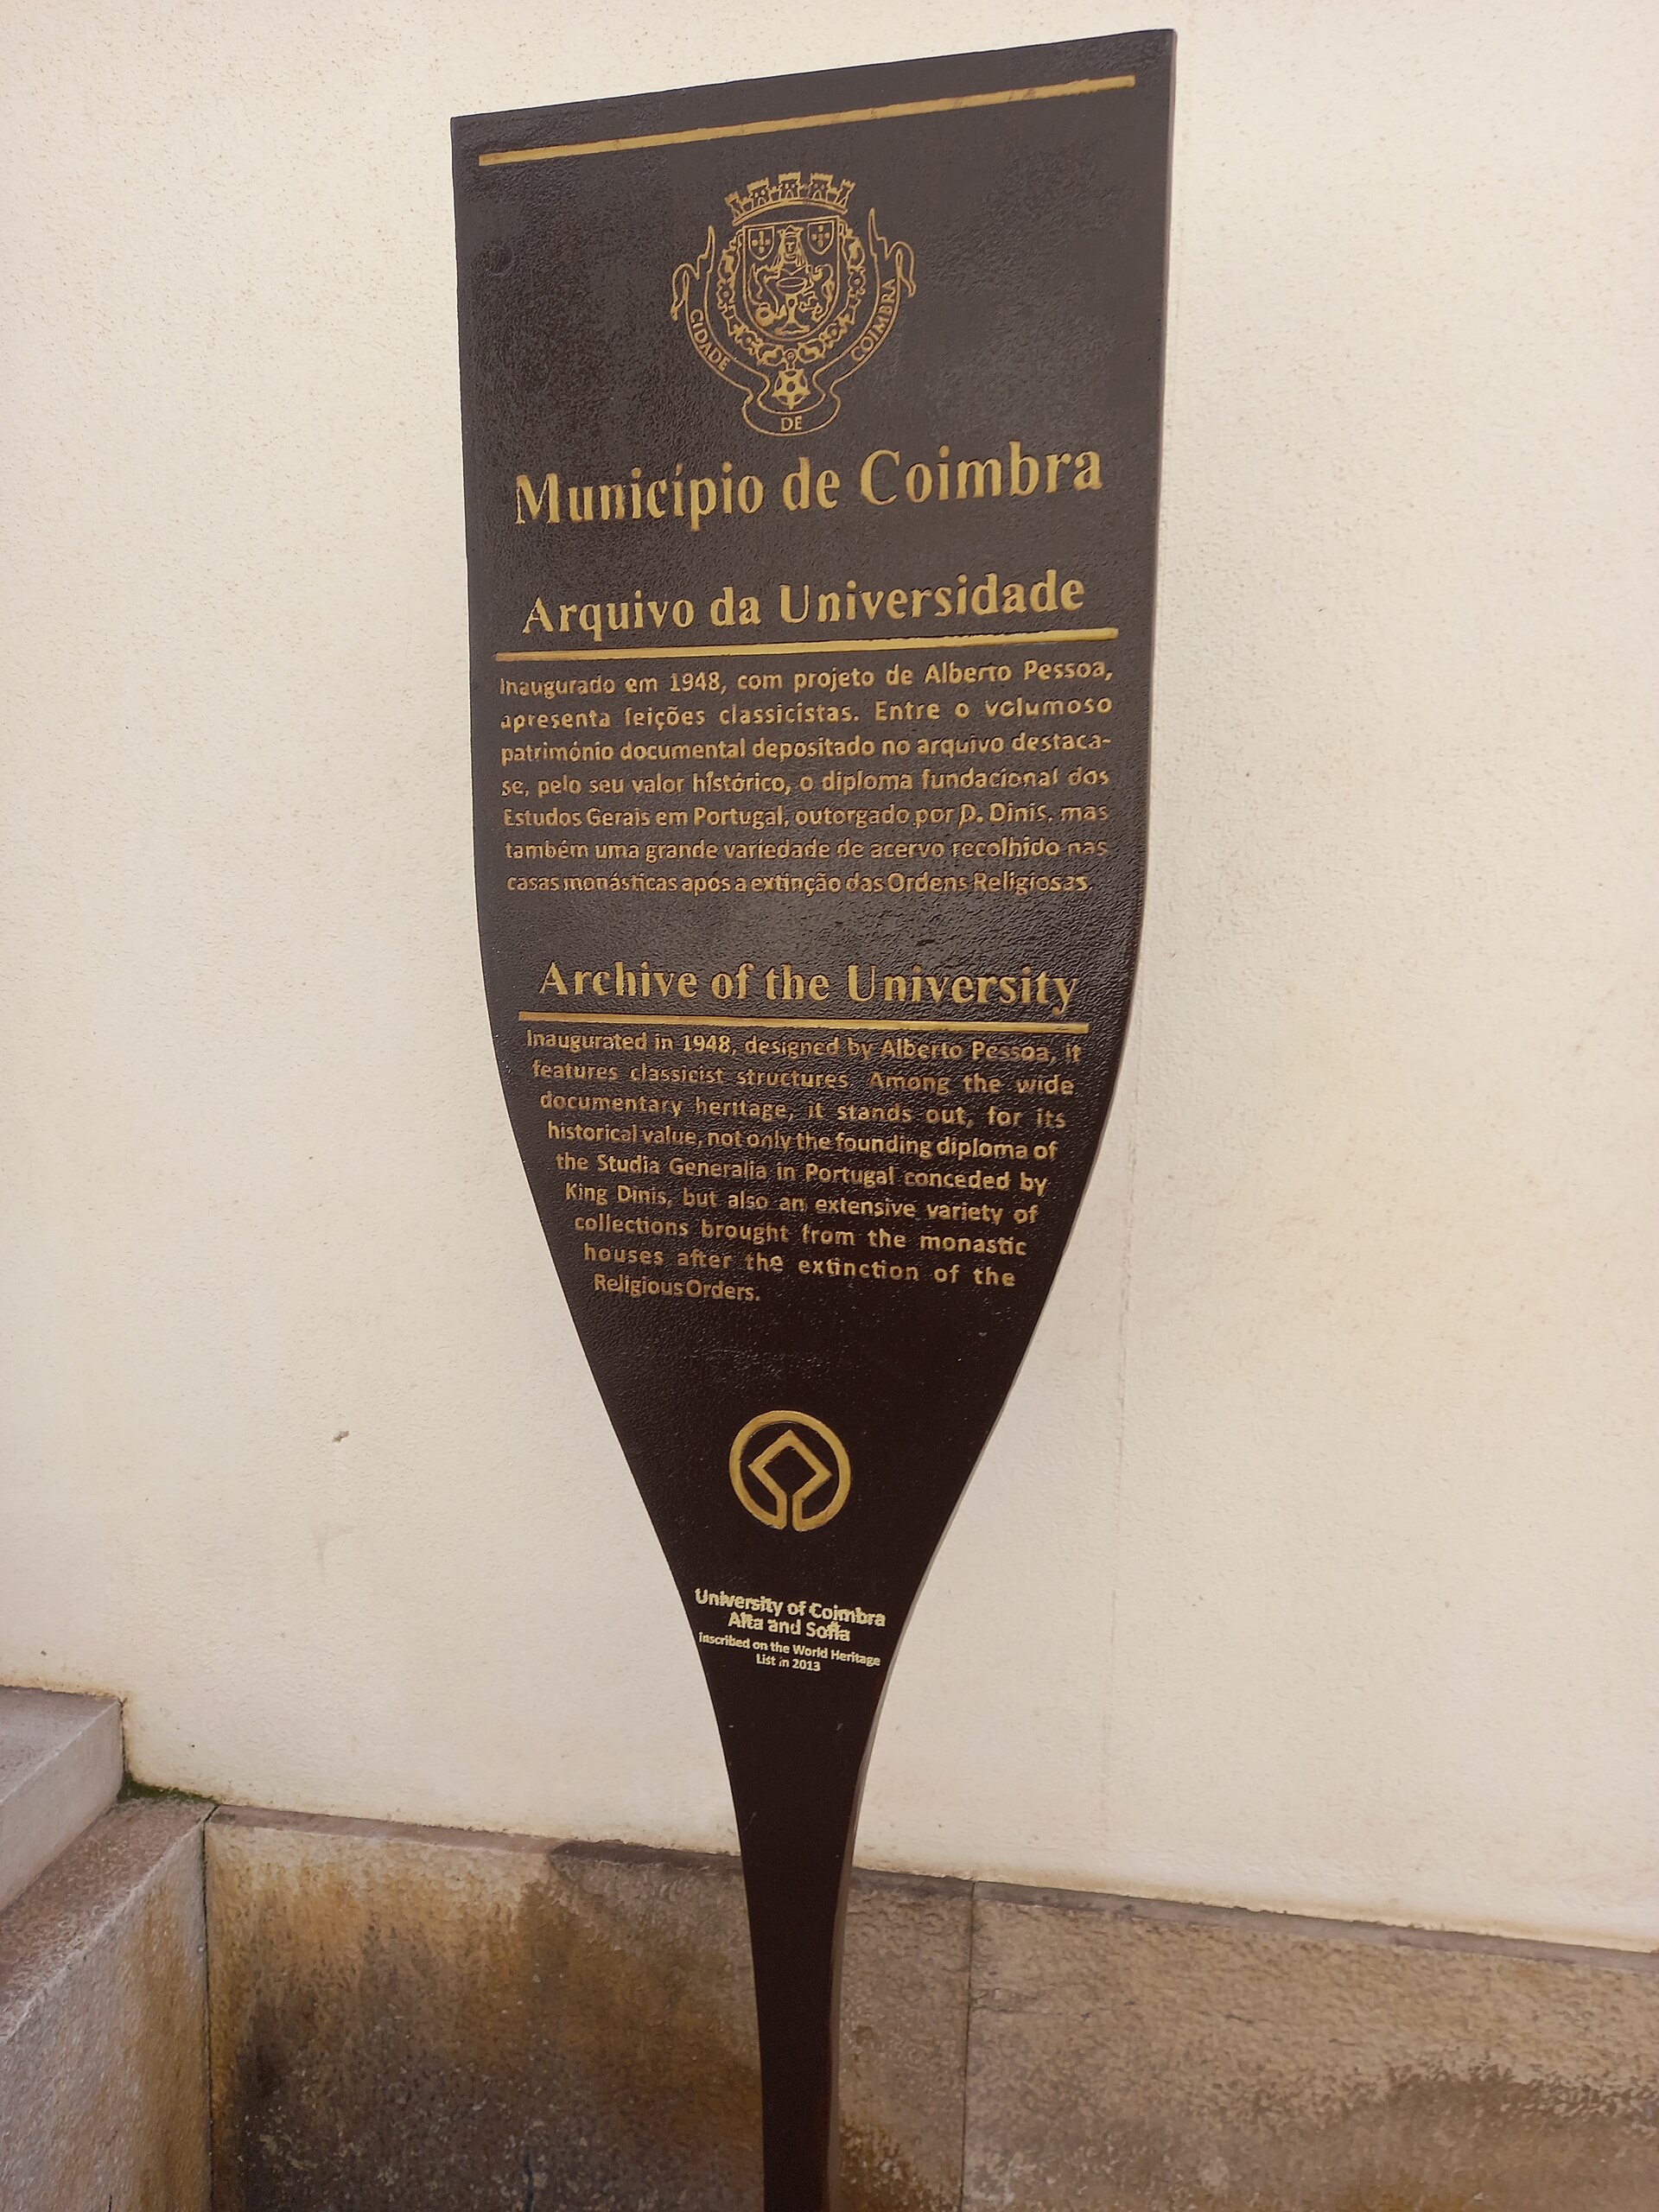 CIDADE DE COIMBRA
Município de Coimbra
Arquivo da Universidade
Inaugurado em 1948, com projeto de Alberto Pessoa,
apresenta feições classicistas. Entre o volumoso
património documental depositado no arquivo destaca-
se, pelo seu valor histórico, o diploma fundacional dos
Estudos Gerais em Portugal, outorgado por D. Dinis, mas
também uma grande variedade de acervo recolhido nas
casas monásticas apos a extinção das Ordens Religiosas.
Archive of the University
Inaugurated in 1948, designed by Alberto Pessoa, it
features classicist structures. Among the wide
documentary heritage, it stands out, for its
historical value, not only the founding diploma of
the Studia Generalia in Portugal conceded by
King Dinis, but also an extensive variety of
collections brought from the monastic
houses after the extinction of the
Religious Orders.
University of Coimbra
Alta and Sofia
inscribed on the World Heritage
List in 2013